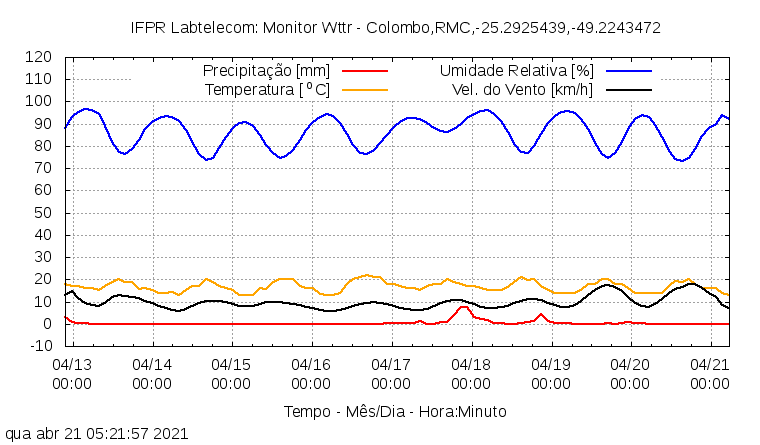 IFPR Labtelecom: Monitor Wttr - Colombo,RMC,-25.2925439,-49.2243472
120
110
100
90
80
70
60
50
40
30
20
10
0
-10
Precipitação [mm]
Temperatura [⁰C]
Umidade Relativa [%]
Vel. do Vento [km/h]
04/13 04/14 04/15 04/16 04/17 04/18 04/19 04/20 04/21
00:00 00:00 00:00 00:00 00:00 00:00 00:00 00:00 00:00
Tempo - Mês/Dia - Hora:Minuto
qua abr 21 05:21:57 2021